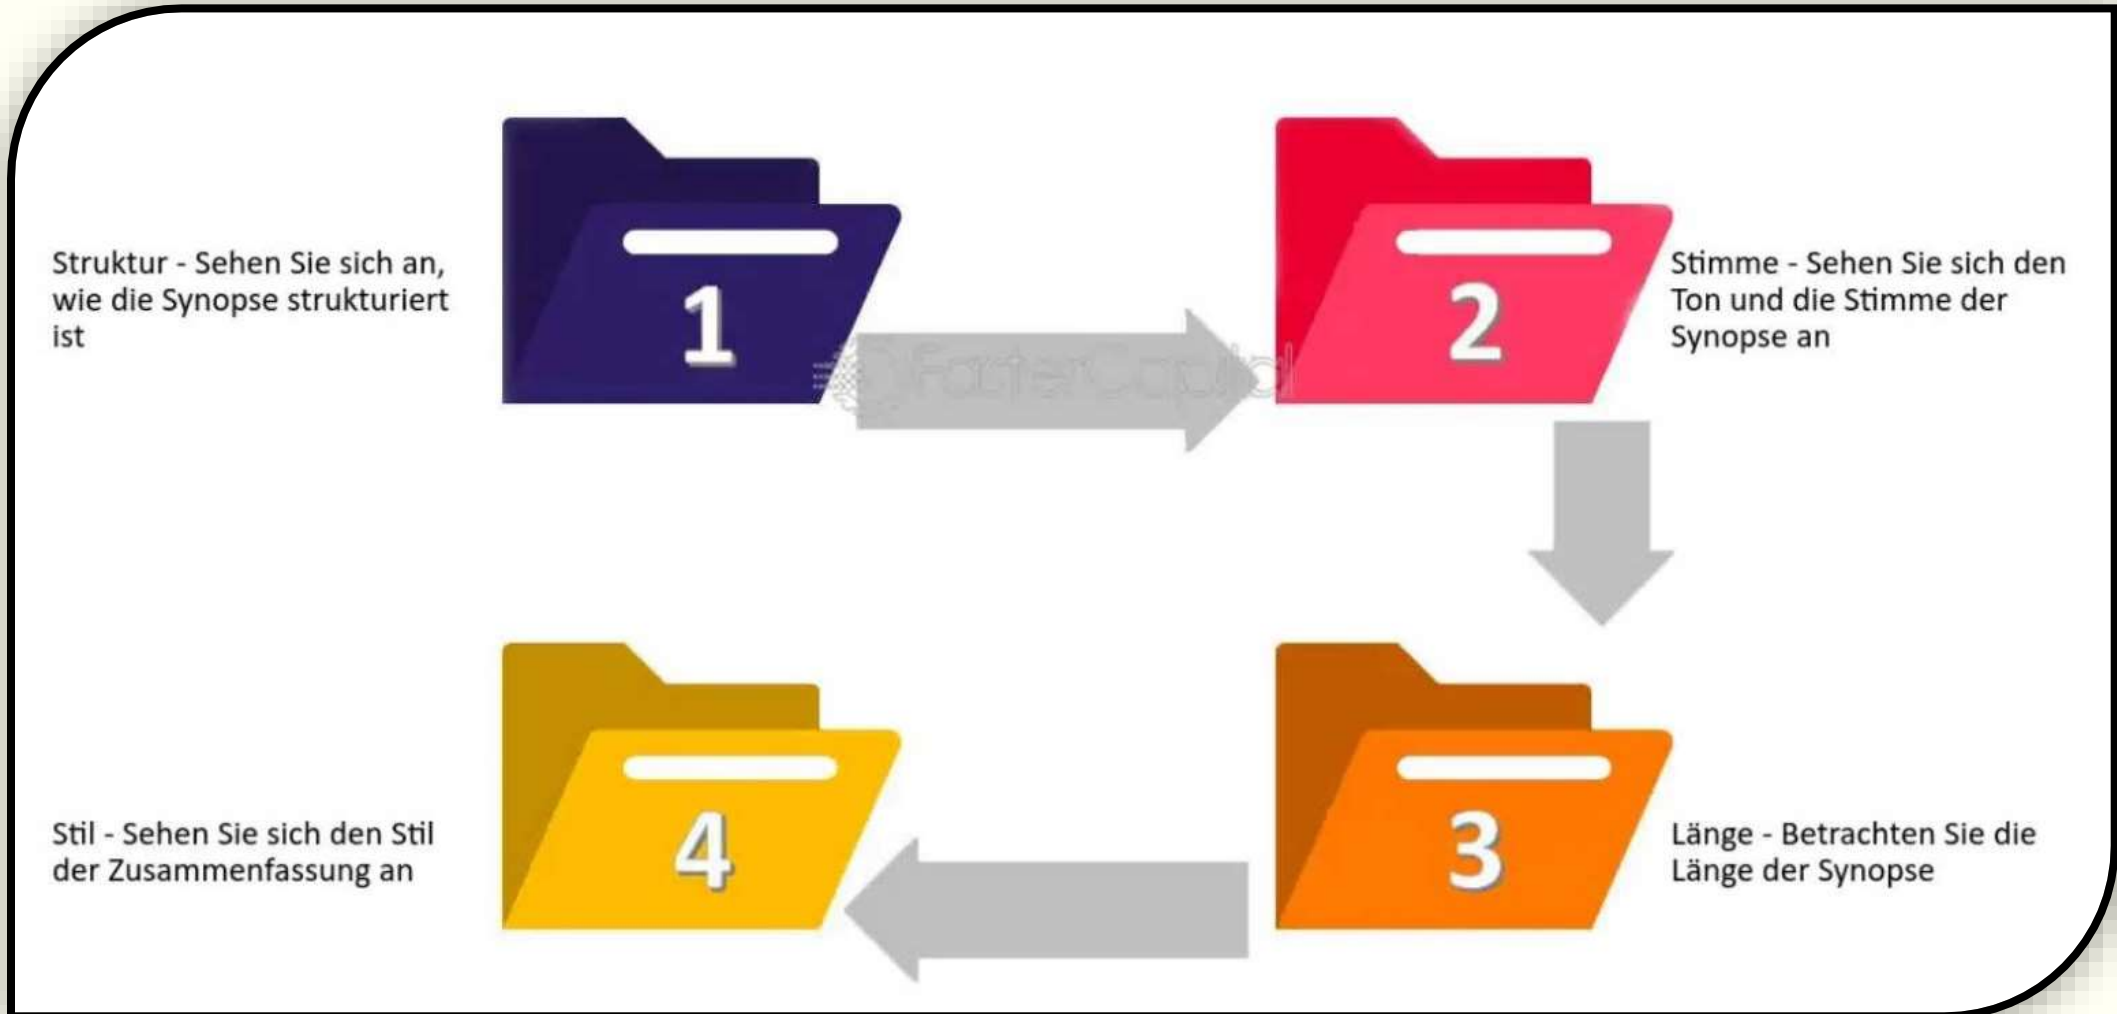 Struktur - Sehen Sie sich an,
wie die Synopse strukturiert
ist
1
2
Stimme - Sehen Sie sich den
Ton und die Stimme der
Synopse an
FasterCapital
Stil - Sehen Sie sich den Stil
der Zusammenfassung an
4
3
Länge - Betrachten Sie die
Länge der Synopse